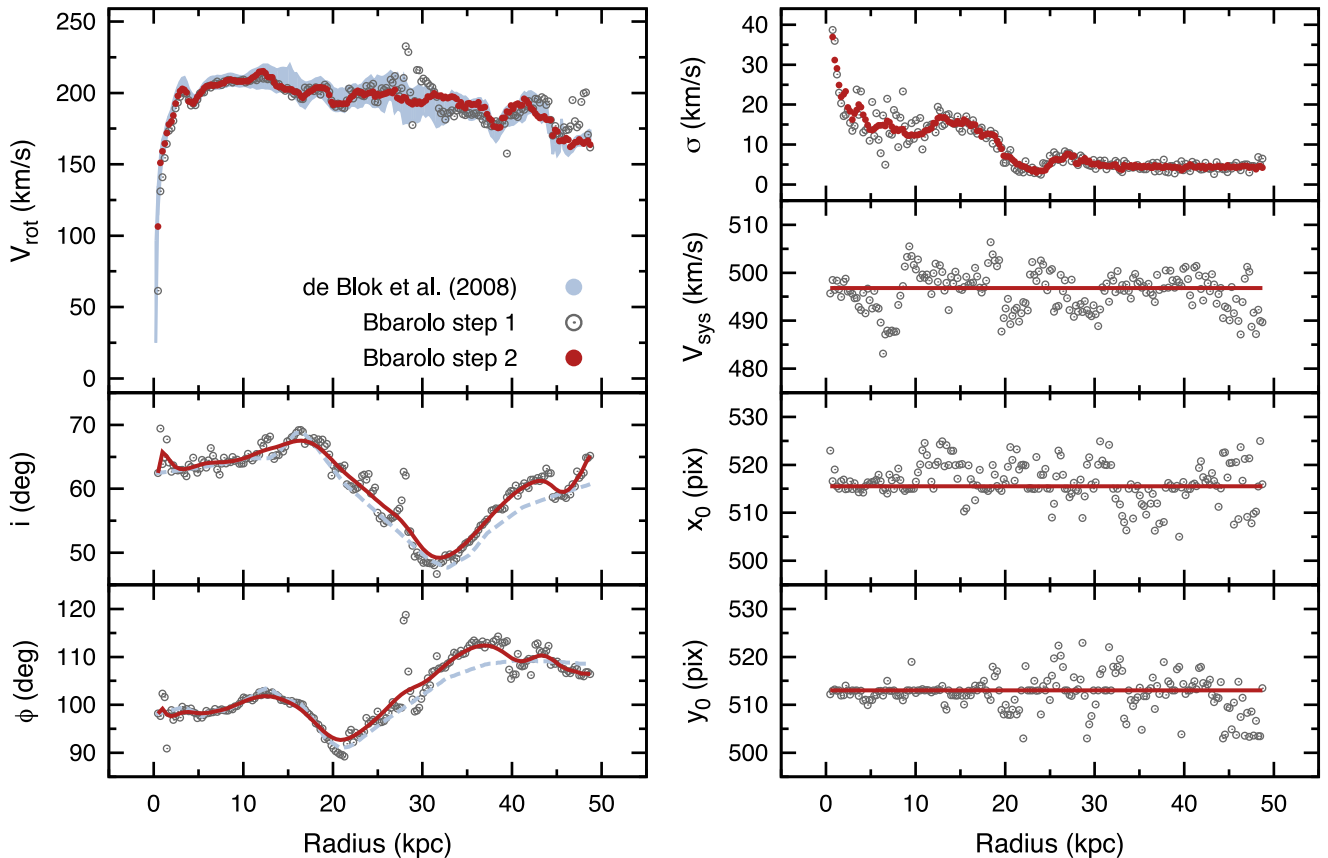 250
200
150
100
50
0
V_rot (km/s)
de Blok et al. (2008)
Bbarolo step 1
Bbarolo step 2
70
60
50
i (deg)
120
110
100
90
ϕ (deg)
0 10 20 30 40 50
Radius (kpc)
40
30
20
10
0
σ (km/s)
510
500
490
480
V_sys (km/s)
530
520
510
500
x_0 (pix)
530
520
510
500
y_0 (pix)
0 10 20 30 40 50
Radius (kpc)